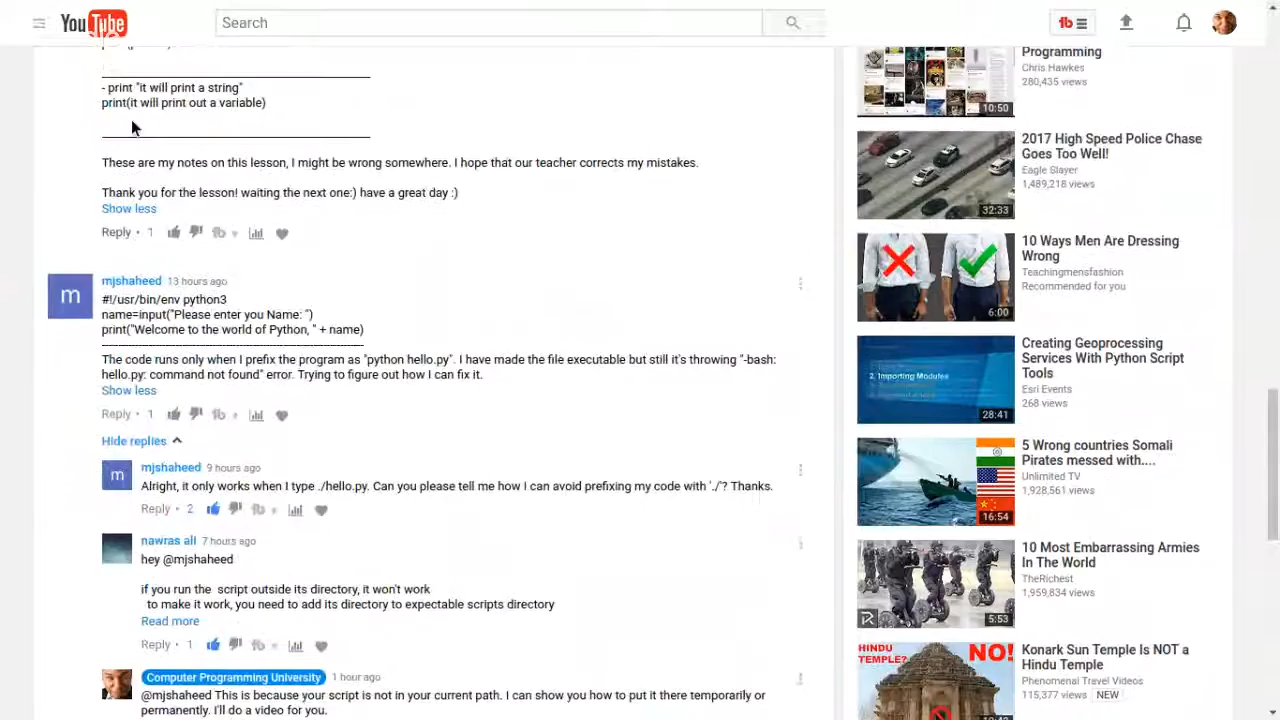 YouTube
Search
- print "it will print a string"
print(it will print out a variable)
These are my notes on this lesson, I might be wrong somewhere. I hope that our teacher corrects my mistakes.
Thank you for the lesson! waiting the next one:) have a great day :)
Show less
Reply • 1
m
mjshaheed 13 hours ago
#!/usr/bin/env python3
name=input("Please enter you Name: ")
print("Welcome to the world of Python, " + name)
The code runs only when I prefix the program as "python hello.py". I have made the file executable but still it's throwing "-bash:
hello.py: command not found" error. Trying to figure out how I can fix it.
Show less
Reply • 1
Hide replies
m
mjshaheed 9 hours ago
Alright, it only works when I type ./hello.py. Can you please tell me how I can avoid prefixing my code with './'? Thanks.
Reply • 2
nawras ali 7 hours ago
hey @mjshaheed
if you run the script outside its directory, it won't work
to make it work, you need to add its directory to expectable scripts directory
Read more
Reply • 1
Computer Programming University 1 hour ago
@mjshaheed This is because your script is not in your current path. I can show you how to put it there temporarily or
permanently. I'll do a video for you.
Programming
Chris Hawkes
280,435 views
10:50
2017 High Speed Police Chase
Goes Too Well!
Eagle Slayer
1,489,218 views
32:33
10 Ways Men Are Dressing
Wrong
Teachingmensfashion
Recommended for you
6:00
Creating Geoprocessing
Services With Python Script
Tools
Esri Events
268 views
2. Importing Modules
28:41
5 Wrong countries Somali
Pirates messed with....
Unlimited TV
1,928,561 views
16:54
10 Most Embarrassing Armies
In The World
TheRichest
1,959,834 views
5:53
HINDU
TEMPLE?
NO!
Konark Sun Temple Is NOT a
Hindu Temple
Phenomenal Travel Videos
115,377 views NEW